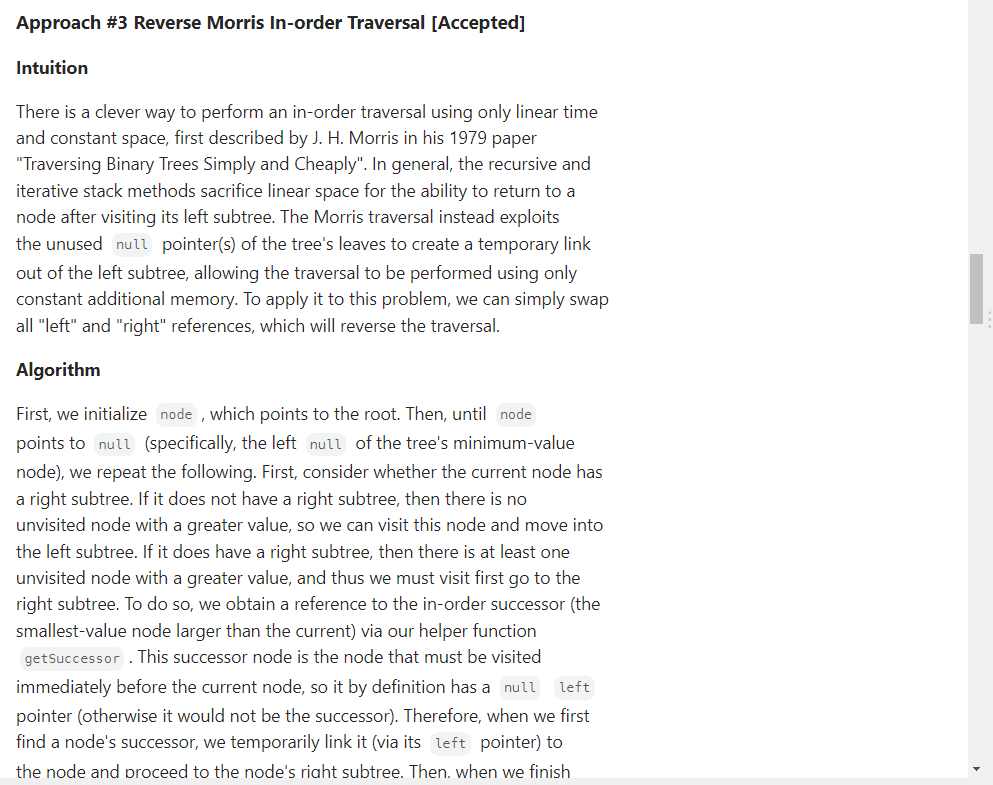 Approach #3 Reverse Morris In-order Traversal [Accepted]
Intuition
There is a clever way to perform an in-order traversal using only linear time
and constant space, first described by J. H. Morris in his 1979 paper
"Traversing Binary Trees Simply and Cheaply". In general, the recursive and
iterative stack methods sacrifice linear space for the ability to return to a
node after visiting its left subtree. The Morris traversal instead exploits
the unused null pointer(s) of the tree's leaves to create a temporary link
out of the left subtree, allowing the traversal to be performed using only
constant additional memory. To apply it to this problem, we can simply swap
all "left" and "right" references, which will reverse the traversal.
Algorithm
First, we initialize node , which points to the root. Then, until node
points to null (specifically, the left null of the tree's minimum-value
node), we repeat the following. First, consider whether the current node has
a right subtree. If it does not have a right subtree, then there is no
unvisited node with a greater value, so we can visit this node and move into
the left subtree. If it does have a right subtree, then there is at least one
unvisited node with a greater value, and thus we must visit first go to the
right subtree. To do so, we obtain a reference to the in-order successor (the
smallest-value node larger than the current) via our helper function
getSuccessor . This successor node is the node that must be visited
immediately before the current node, so it by definition has a null left
pointer (otherwise it would not be the successor). Therefore, when we first
find a node's successor, we temporarily link it (via its left pointer) to
the node and proceed to the node's right subtree. Then, when we finish